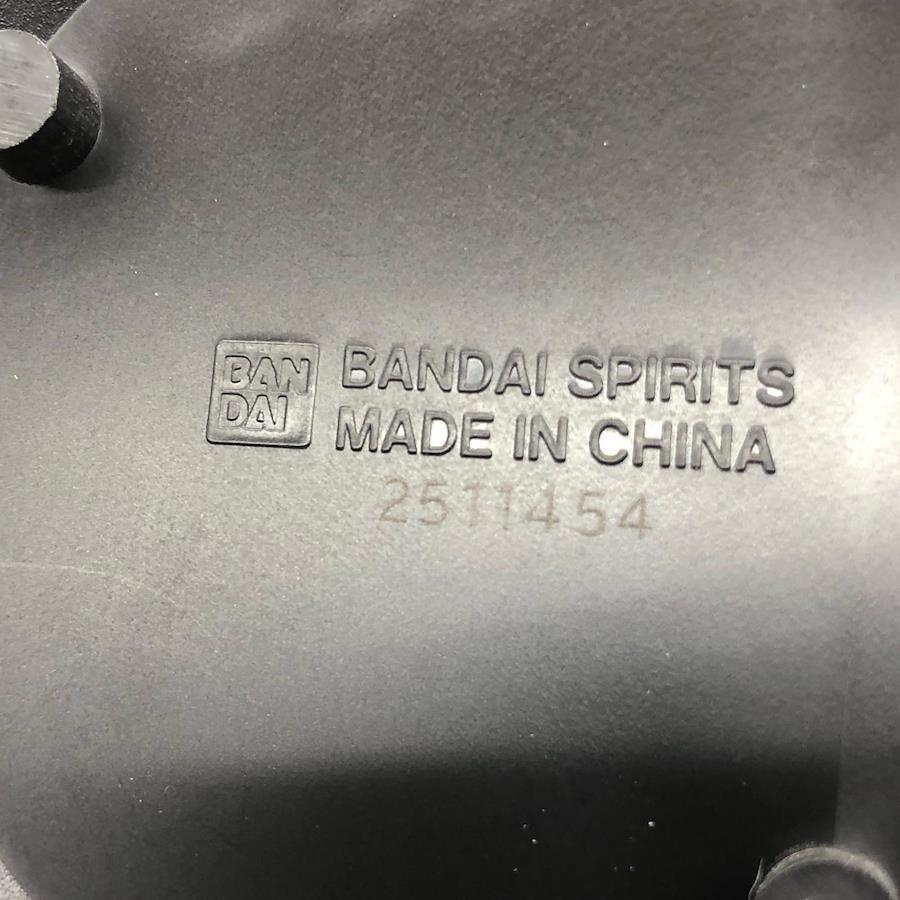 BAN
DAI
BANDAI SPIRITS
MADE IN CHINA
2511454